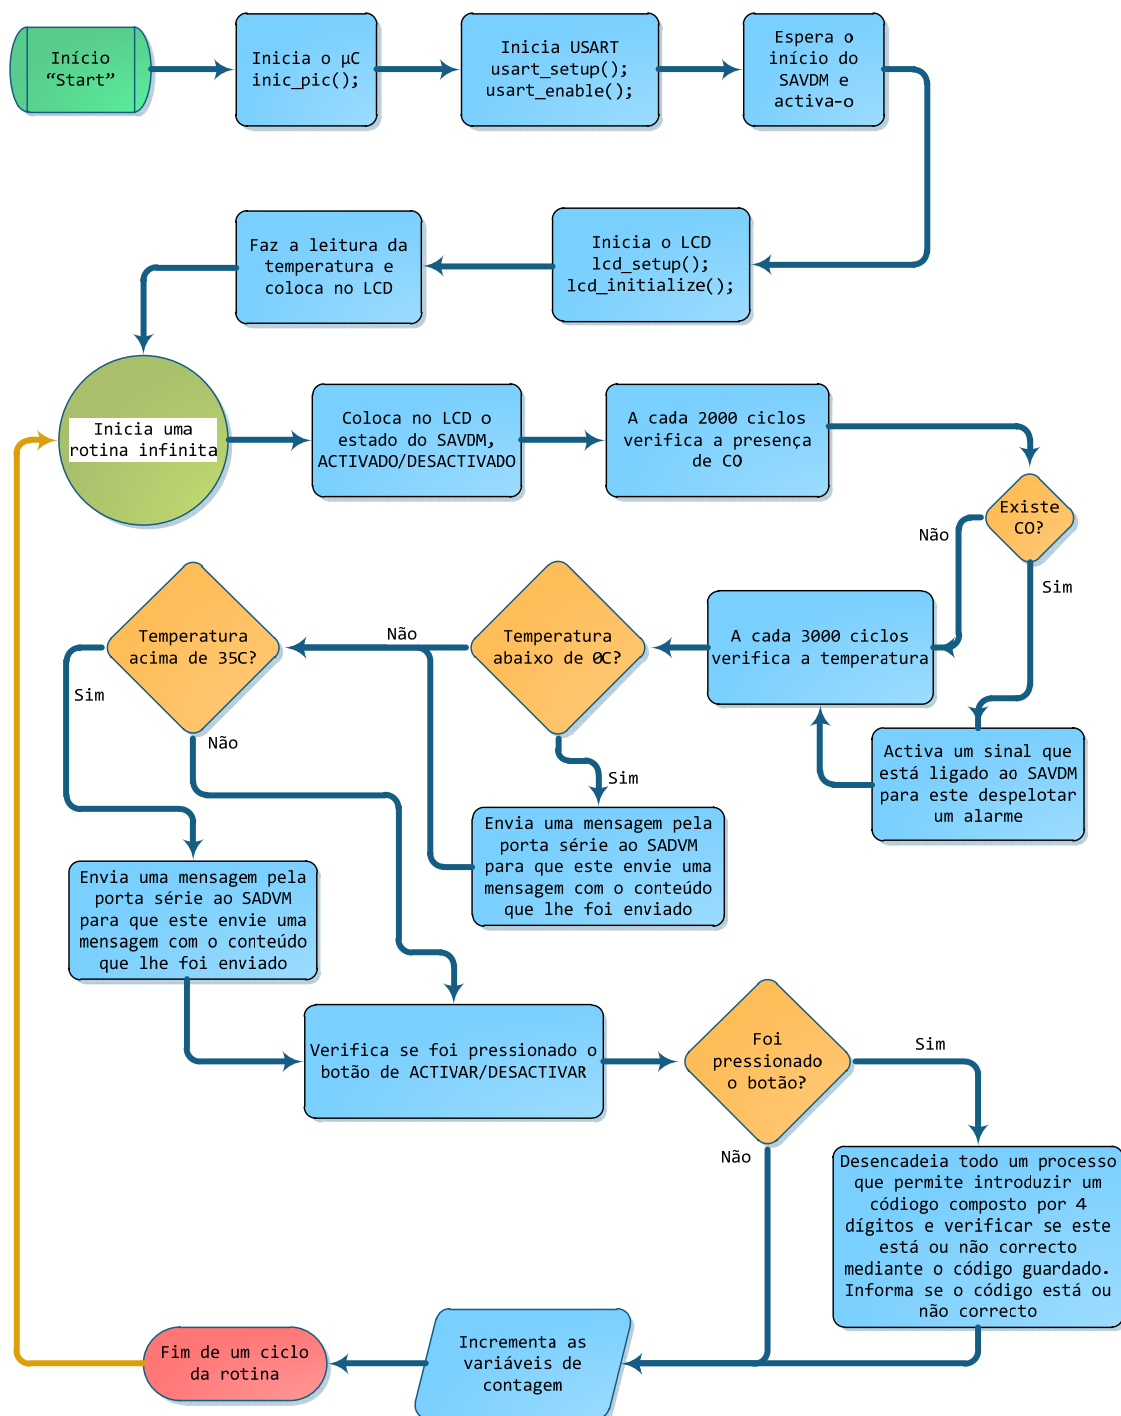 Início
“Start”
Inicia o µC
inic_pic();
Inicia USART
usart_setup();
usart_enable();
Espera o
início do
SAVDM e
activa-o
Faz a leitura da
temperatura e
coloca no LCD
Inicia o LCD
lcd_setup();
lcd_initialize();
Inicia uma
rotina infinita
Coloca no LCD o
estado do SAVDM,
ACTIVADO/DESACTIVADO
A cada 2000 ciclos
verifica a presença
de CO
Existe
CO?
Não
Sim
A cada 3000 ciclos
verifica a temperatura
Activa um sinal que
está ligado ao SAVDM
para este despelotar
um alarme
Temperatura
abaixo de 0C?
Não
Sim
Envia uma mensagem pela
porta série ao SADVM
para que este envie uma
mensagem com o conteúdo
que lhe foi enviado
Temperatura
acima de 35C?
Sim
Não
Envia uma mensagem pela
porta série ao SADVM
para que este envie uma
mensagem com o conteúdo
que lhe foi enviado
Verifica se foi pressionado o
botão de ACTIVAR/DESACTIVAR
Foi
pressionado
o botão?
Sim
Não
Desencadeia todo um processo
que permite introduzir um
códiogo composto por 4
dígitos e verificar se este
está ou não correcto
mediante o código guardado.
Informa se o código está ou
não correcto
Incrementa as
variáveis de
contagem
Fim de um ciclo
da rotina